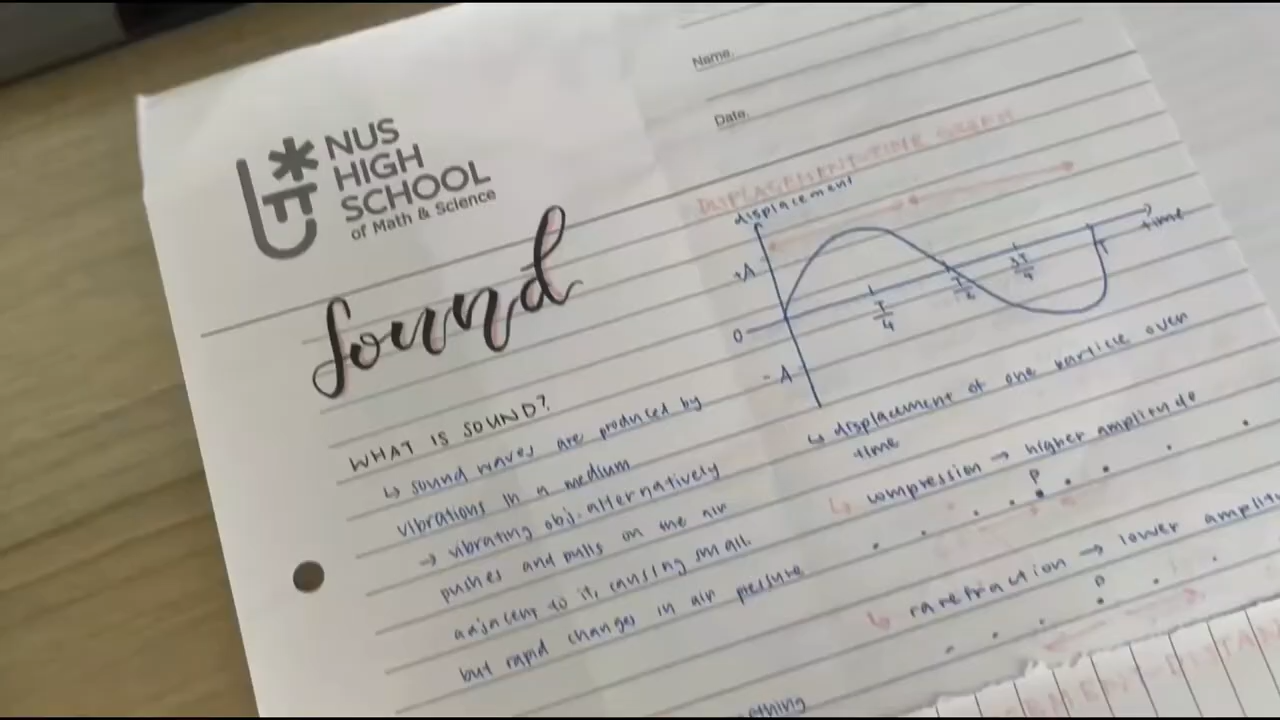 NUS
HIGH
SCHOOL
of Math & Science
Sound
WHAT IS SOUND?
↳ sound waves are produced by
vibrations in a medium
→ vibrating obj. alternatively
pushes and pulls on the air
adjacent to it, causing small
but rapid changes in air pressure
Name:
Date:
DISPLACEMENT-TIME GRAPH
displacement
+A
0
-A
T/4
T/2
3T/4
T
time
↳ displacement of one particle over
time
↳ compression → higher amplitude
P
↳ rarefraction → lower
P